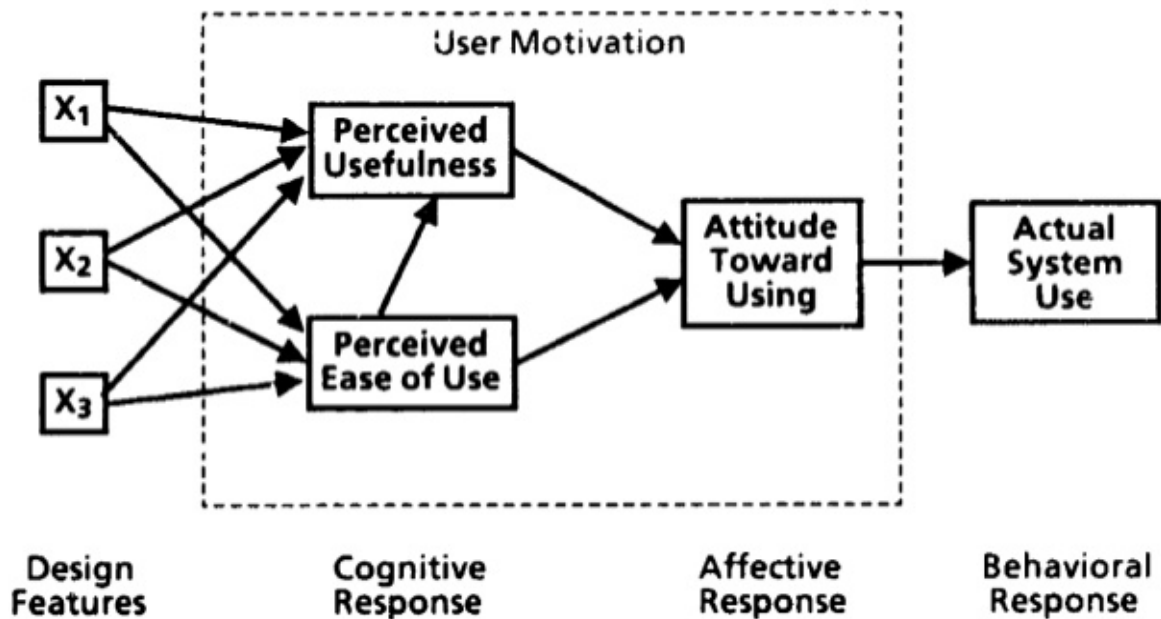 User Motivation
X1
Perceived
Usefulness
X2
Attitude
Toward
Using
Actual
System
Use
Perceived
Ease of Use
X3
Design
Features
Cognitive
Response
Affective
Response
Behavioral
Response